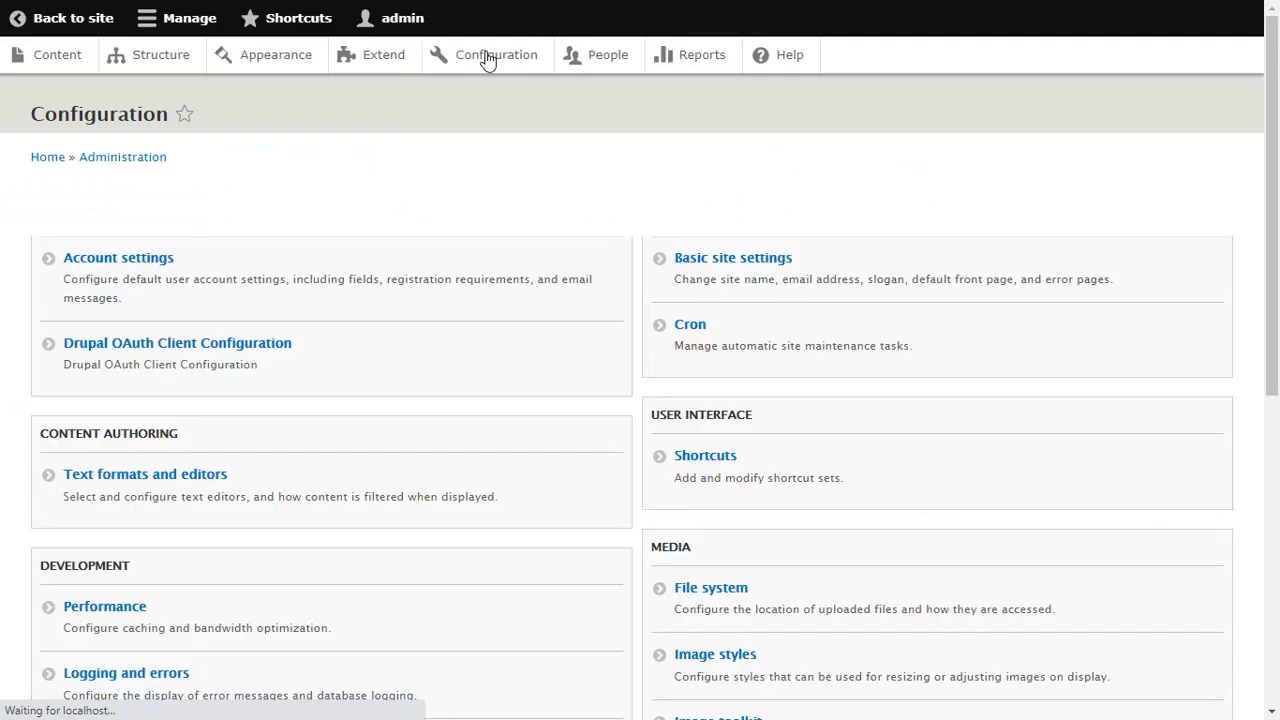 Back to site
Manage
Shortcuts
admin
Content
Structure
Appearance
Extend
Configuration
People
Reports
Help
Configuration
Home » Administration
Account settings
Configure default user account settings, including fields, registration requirements, and email
messages.
Drupal OAuth Client Configuration
Drupal OAuth Client Configuration
CONTENT AUTHORING
Text formats and editors
Select and configure text editors, and how content is filtered when displayed.
DEVELOPMENT
Performance
Configure caching and bandwidth optimization.
Logging and errors
Configure the display of error messages and database logging.
Basic site settings
Change site name, email address, slogan, default front page, and error pages.
Cron
Manage automatic site maintenance tasks.
USER INTERFACE
Shortcuts
Add and modify shortcut sets.
MEDIA
File system
Configure the location of uploaded files and how they are accessed.
Image styles
Configure styles that can be used for resizing or adjusting images on display.
Image toolkit
Waiting for localhost...